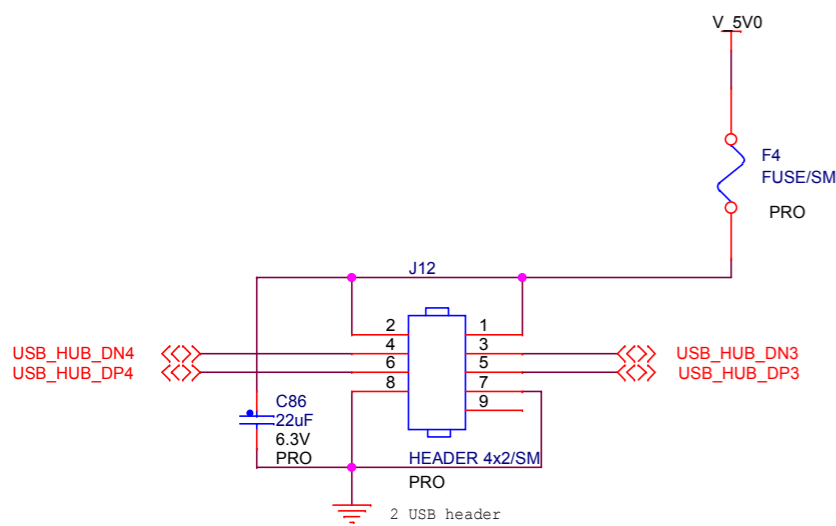 V_5V0
F4
FUSE/SM
PRO
J12
2 1
USB_HUB_DN4 4 3 USB_HUB_DN3
USB_HUB_DP4 6 5 USB_HUB_DP3
8 7
9
C86
22uF
6.3V
PRO
HEADER 4x2/SM
PRO
2 USB header